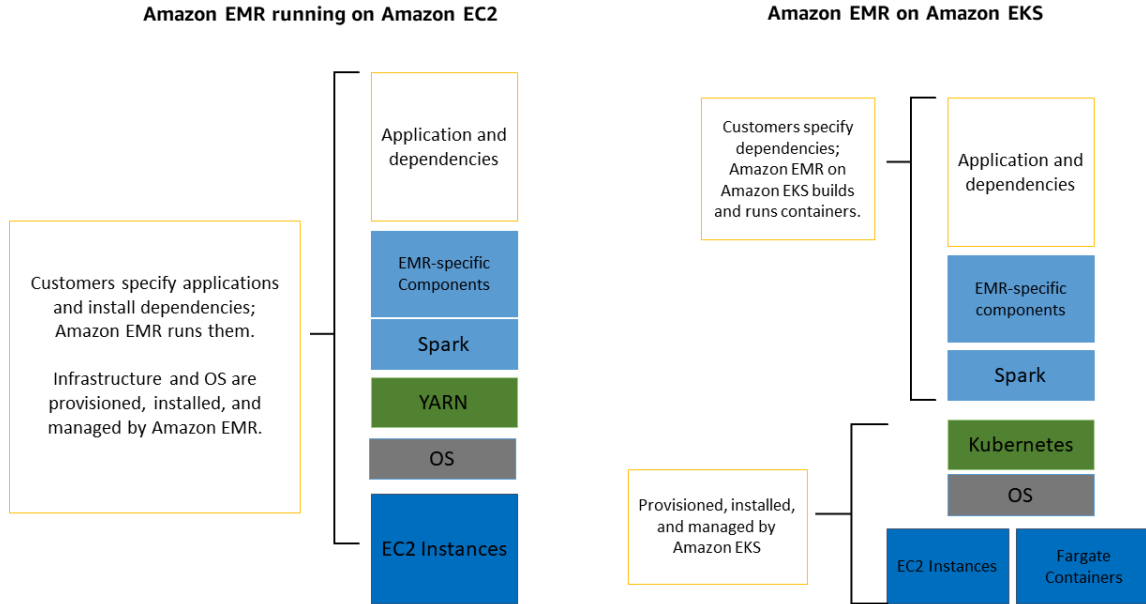 Amazon EMR running on Amazon EC2
Application and
dependencies
EMR-specific
Components
Spark
YARN
OS
EC2 Instances
Customers specify applications
and install dependencies;
Amazon EMR runs them.
Infrastructure and OS are
provisioned, installed, and
managed by Amazon EMR.
Amazon EMR on Amazon EKS
Customers specify
dependencies;
Amazon EMR on
Amazon EKS builds
and runs containers.
Application and
dependencies
EMR-specific
components
Spark
Kubernetes
OS
Provisioned, installed,
and managed by
Amazon EKS
EC2 Instances
Fargate
Containers